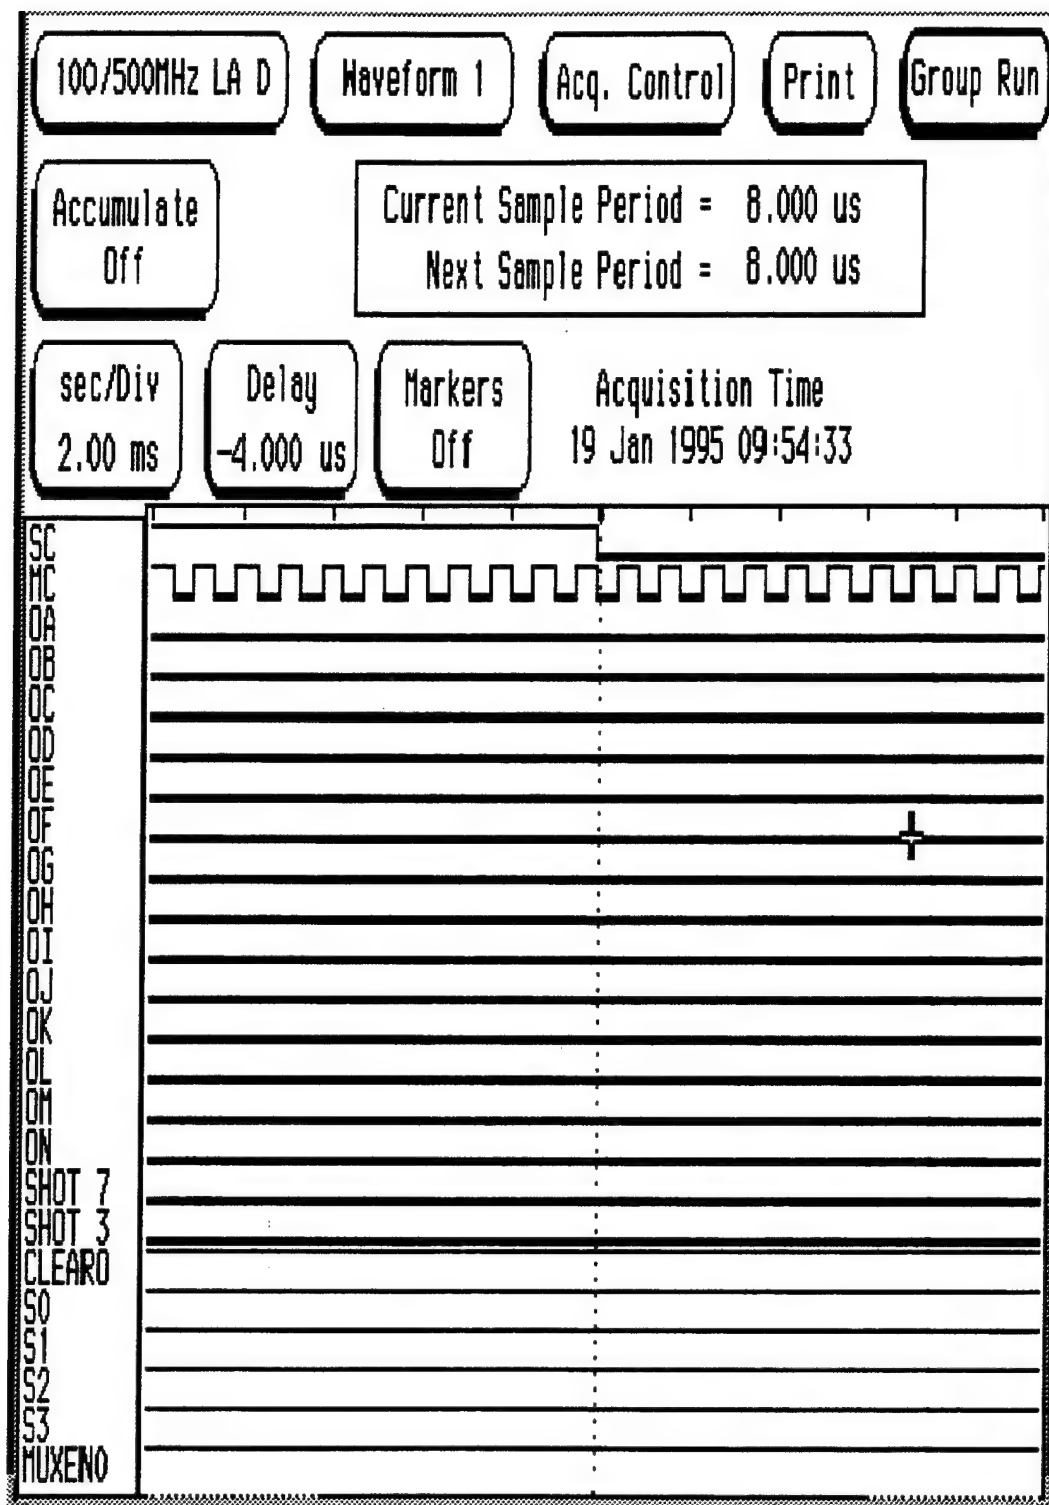 100/500MHz LA D
Waveform 1
Acq. Control
Print
Group Run
Accumulate
Off
Current Sample Period = 8.000 us
Next Sample Period = 8.000 us
sec/Div
2.00 ms
Delay
-4.000 us
Markers
Off
Acquisition Time
19 Jan 1995 09:54:33
SC
MC
OA
OB
OC
OD
OE
OF
OG
OH
OI
OJ
OK
OL
OM
ON
SHOT 7
SHOT 3
CLEARO
S0
S1
S2
S3
MUXENO